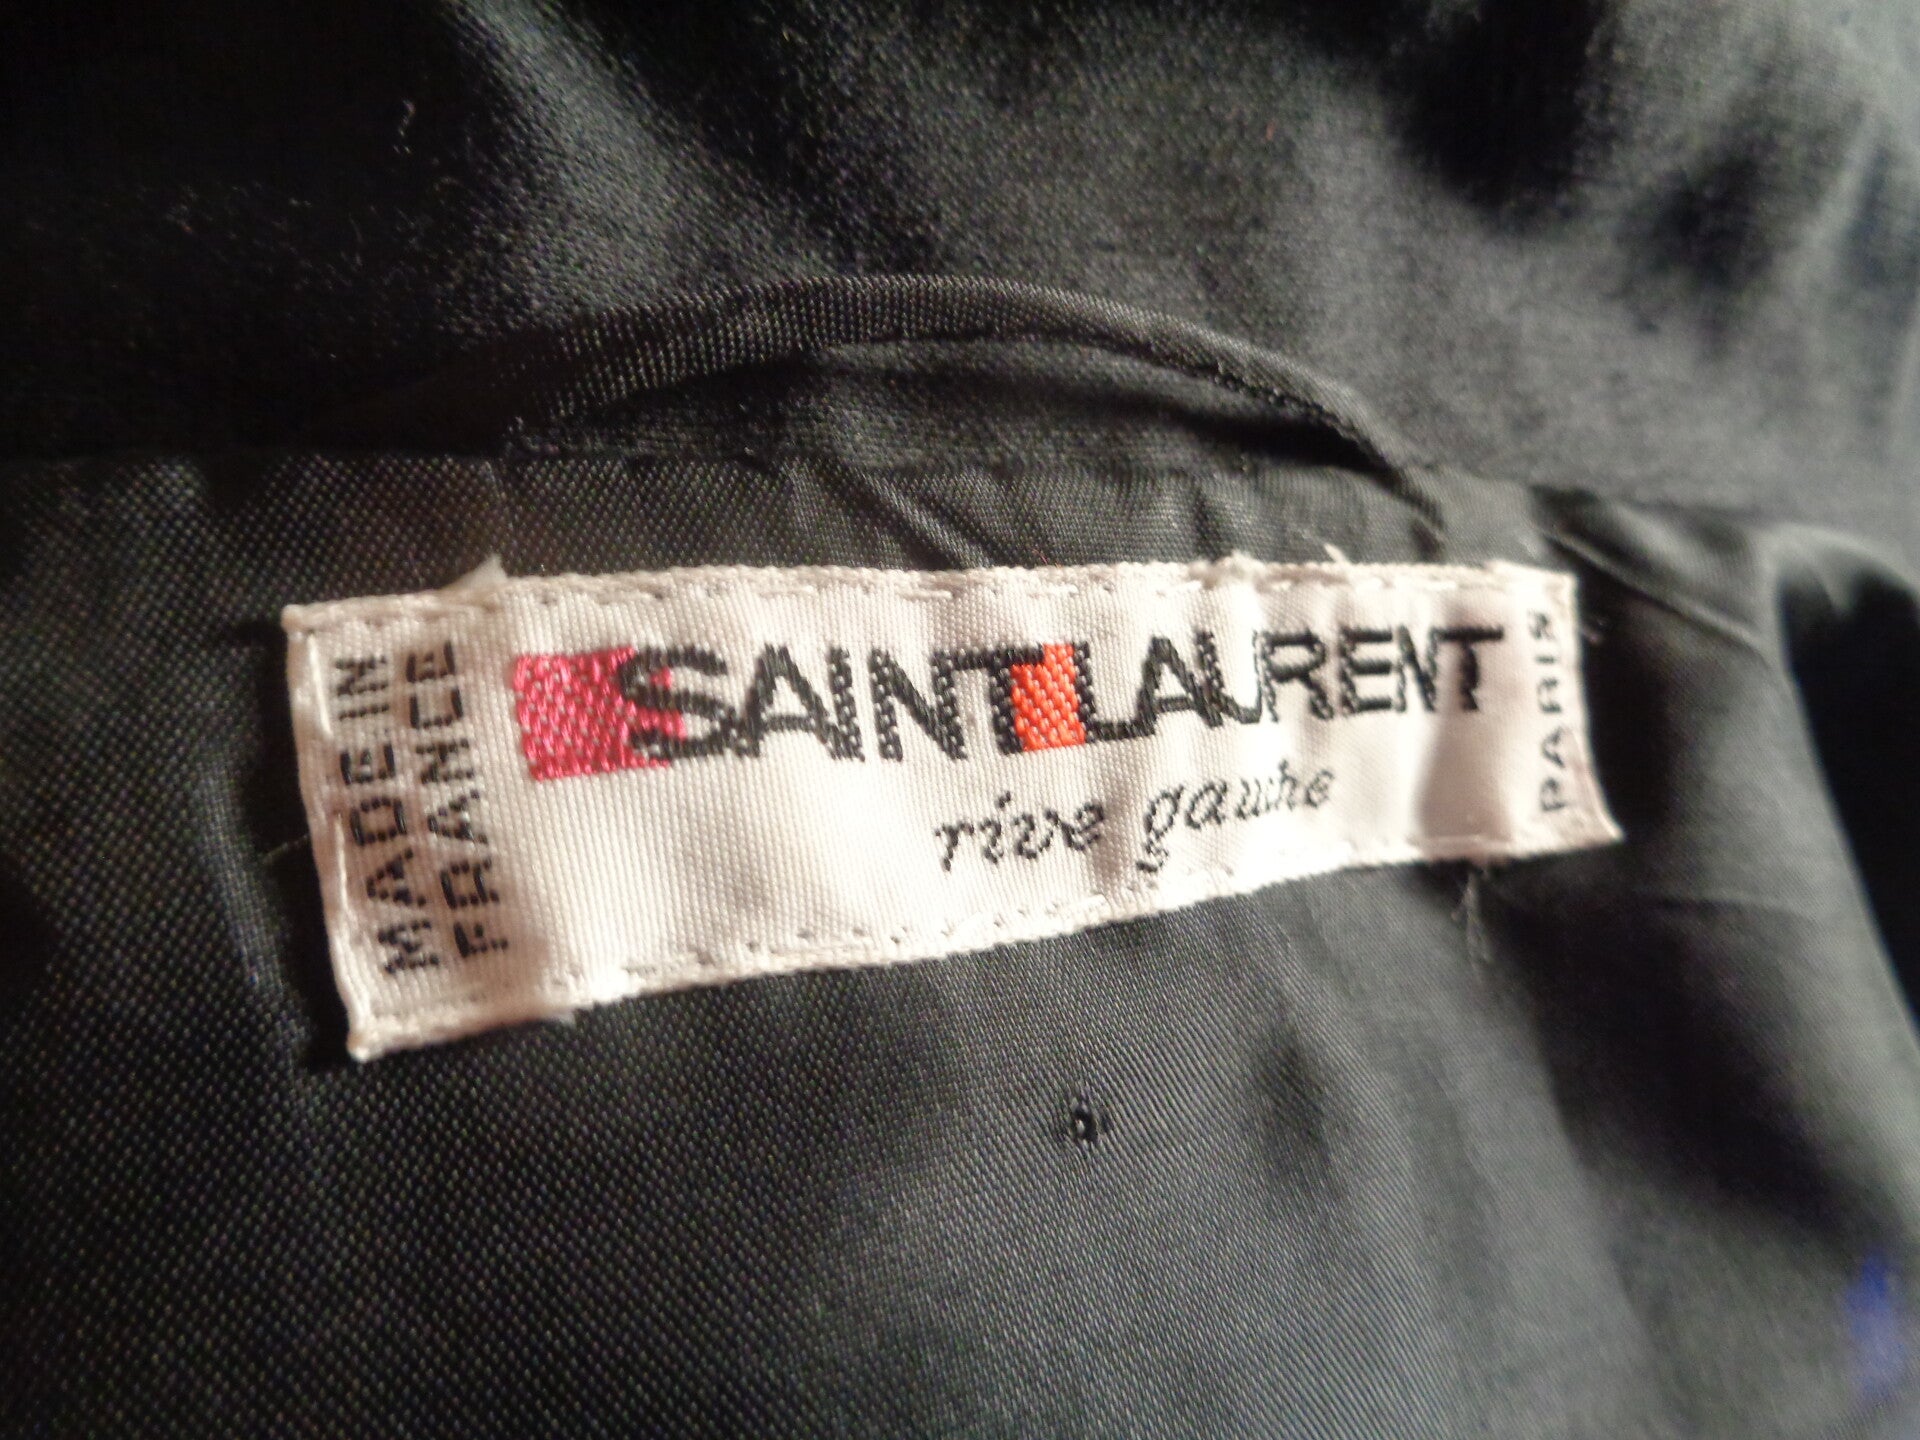 MADE IN
FRANCE
SAINT LAURENT
rive gauche
PARIS